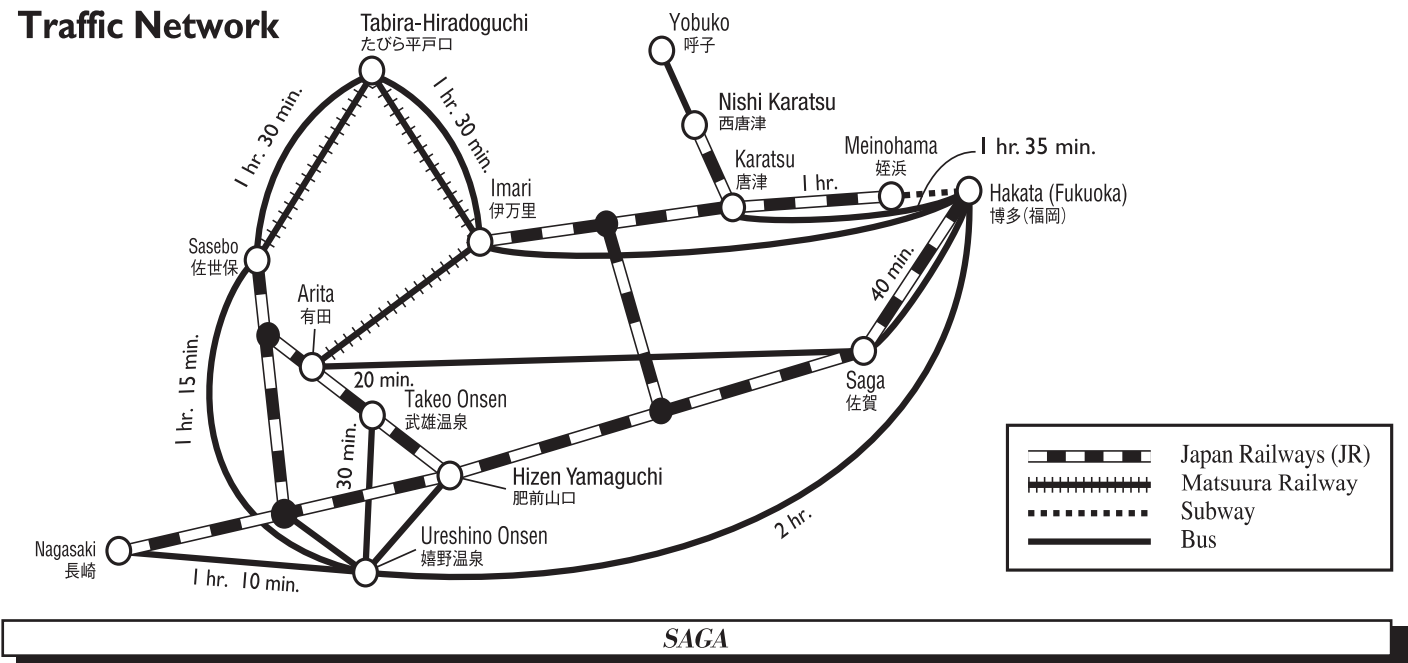 Traffic Network
Tabira-Hiradoguchi
たびら平戸口
Yobuko
呼子
1 hr. 30 min.
1 hr. 30 min.
Nishi Karatsu
西唐津
Karatsu
唐津
Meinohama
姪浜
1 hr. 35 min.
1 hr.
Hakata (Fukuoka)
博多(福岡)
Imari
伊万里
Sasebo
佐世保
40 min.
Arita
有田
1 hr. 15 min.
20 min.
Saga
佐賀
Takeo Onsen
武雄温泉
30 min.
Hizen Yamaguchi
肥前山口
Ureshino Onsen
嬉野温泉
2 hr.
Nagasaki
長崎
1 hr. 10 min.
Japan Railways (JR)
Matsuura Railway
Subway
Bus
SAGA